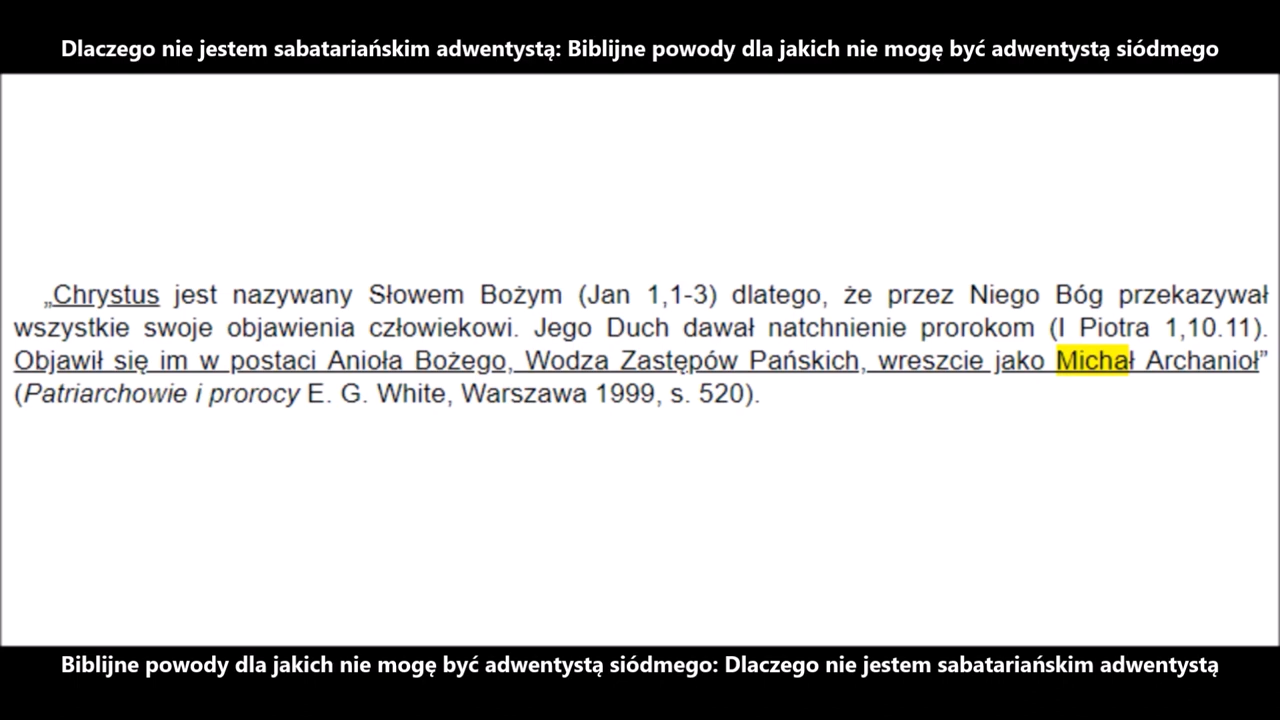 Dlaczego nie jestem sabatariańskim adwentystą: Biblijne powody dla jakich nie mogę być adwentystą siódmego
„Chrystus jest nazywany Słowem Bożym (Jan 1,1-3) dlatego, że przez Niego Bóg przekazywał
wszystkie swoje objawienia człowiekowi. Jego Duch dawał natchnienie prorokom (I Piotra 1,10.11).
Objawił się im w postaci Anioła Bożego, Wodza Zastępów Pańskich, wreszcie jako Michał Archanioł”
(Patriarchowie i prorocy E. G. White, Warszawa 1999, s. 520).
Biblijne powody dla jakich nie mogę być adwentystą siódmego: Dlaczego nie jestem sabatariańskim adwentystą